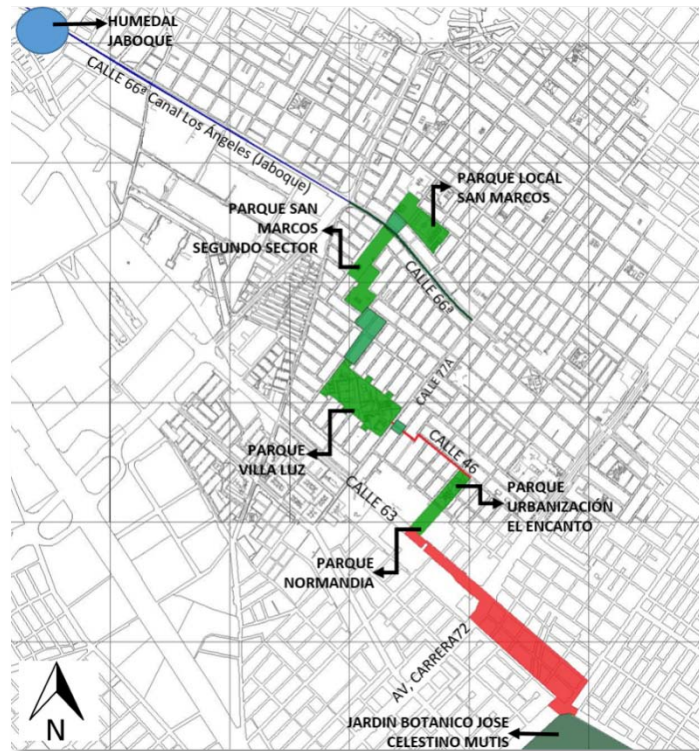 HUMEDAL
JABOQUE
CALLE 66ª Canal Los Angeles (Jaboque)
PARQUE LOCAL
SAN MARCOS
PARQUE SAN
MARCOS
SEGUNDO SECTOR
CALLE 66ª
CALLE 77A
PARQUE
VILLA LUZ
CALLE 46
CALLE 63
PARQUE
URBANIZACIÓN
EL ENCANTO
PARQUE
NORMANDIA
AV, CARRERA72
N
JARDIN BOTANICO JOSE
CELESTINO MUTIS